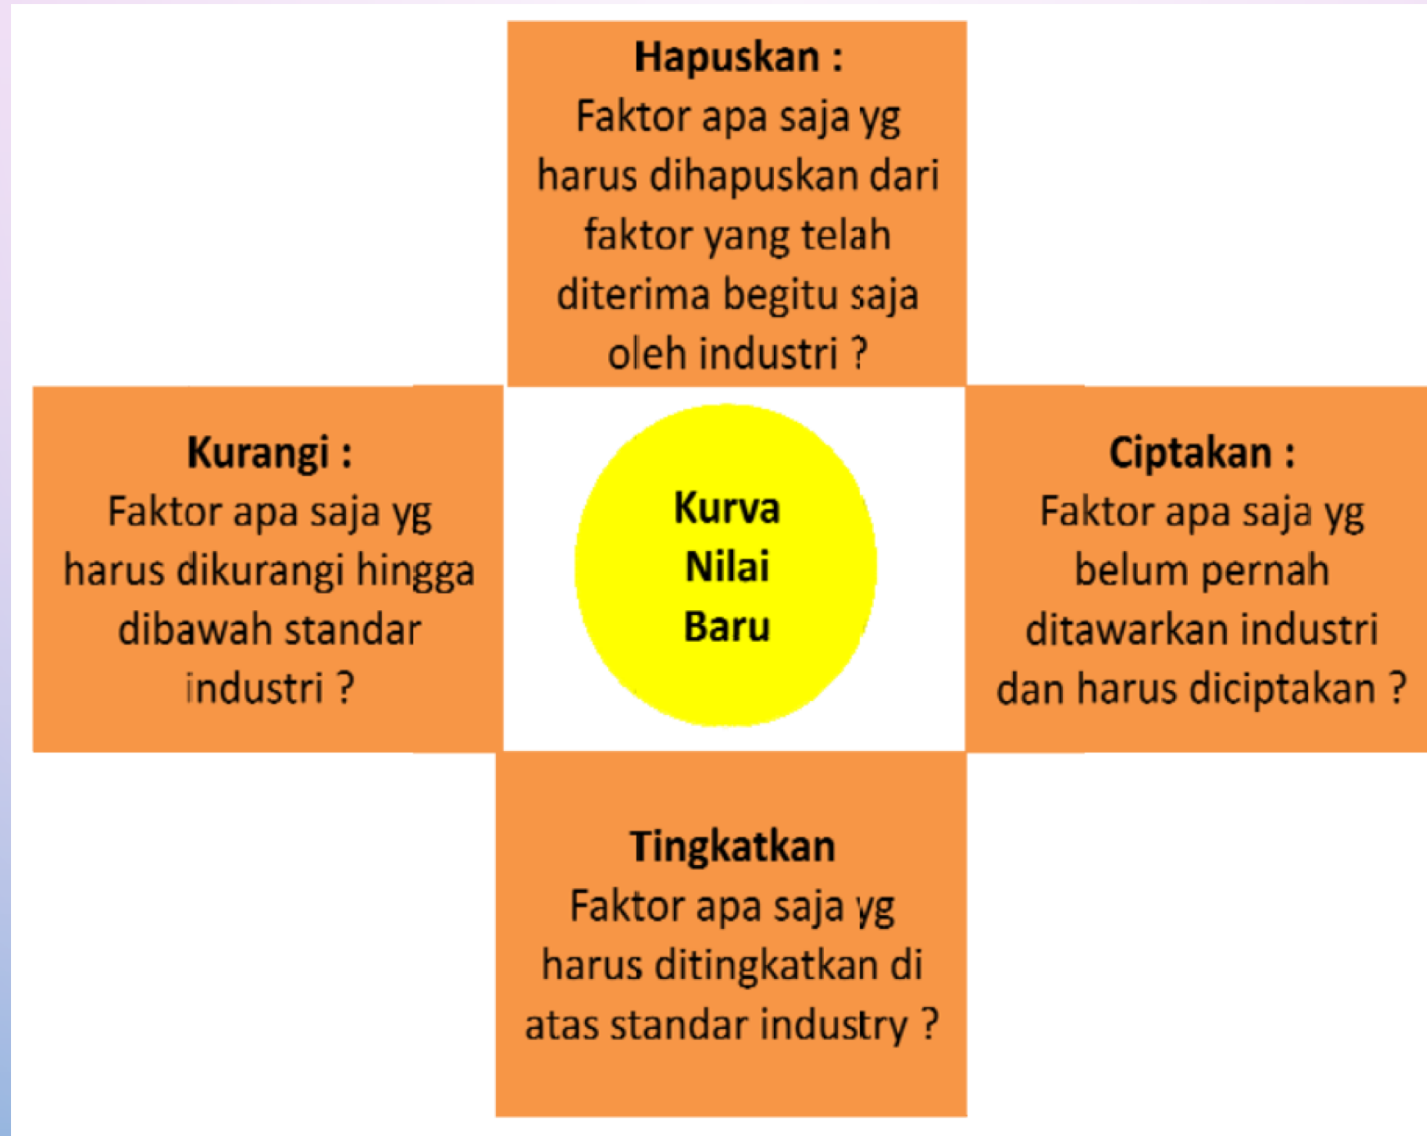 Hapuskan :
Faktor apa saja yg
harus dihapuskan dari
faktor yang telah
diterima begitu saja
oleh industri ?
Kurangi :
Faktor apa saja yg
harus dikurangi hingga
dibawah standar
industri ?
Kurva
Nilai
Baru
Ciptakan :
Faktor apa saja yg
belum pernah
ditawarkan industri
dan harus diciptakan ?
Tingkatkan
Faktor apa saja yg
harus ditingkatkan di
atas standar industry ?